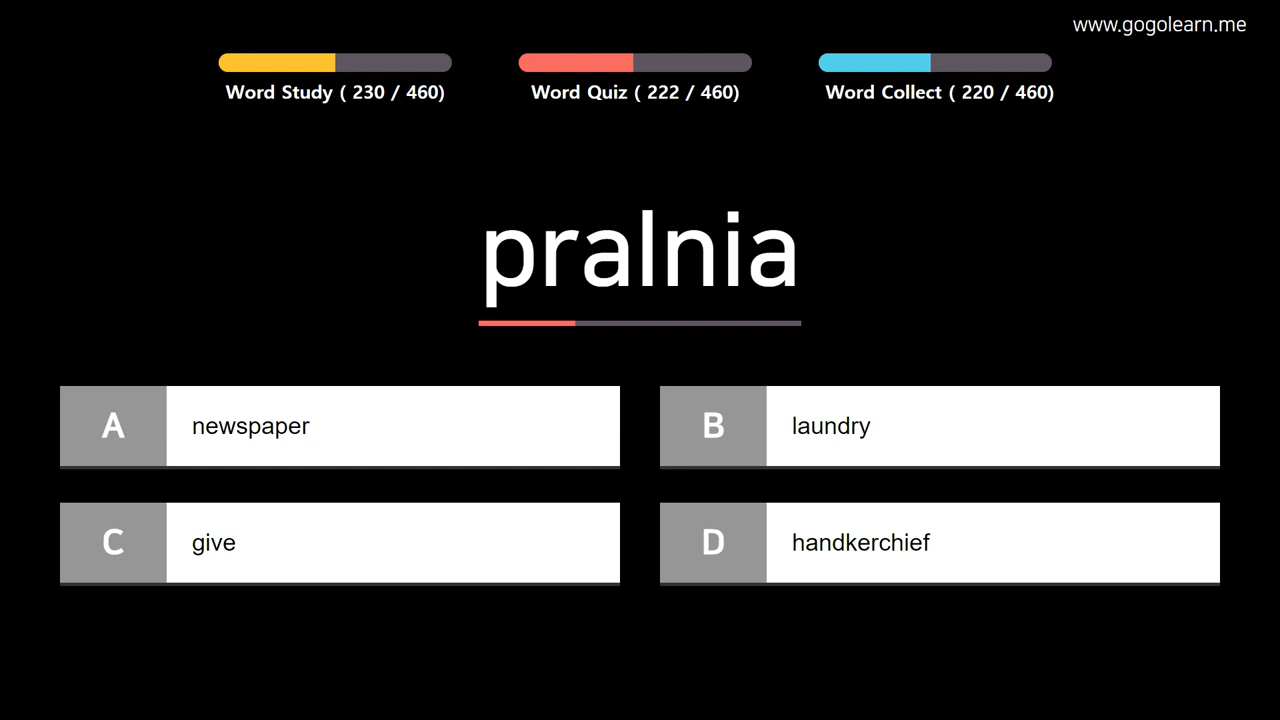 www.gogolearn.me
Word Study ( 230 / 460)
Word Quiz ( 222 / 460)
Word Collect ( 220 / 460)
pralnia
A newspaper
B laundry
C give
D handkerchief